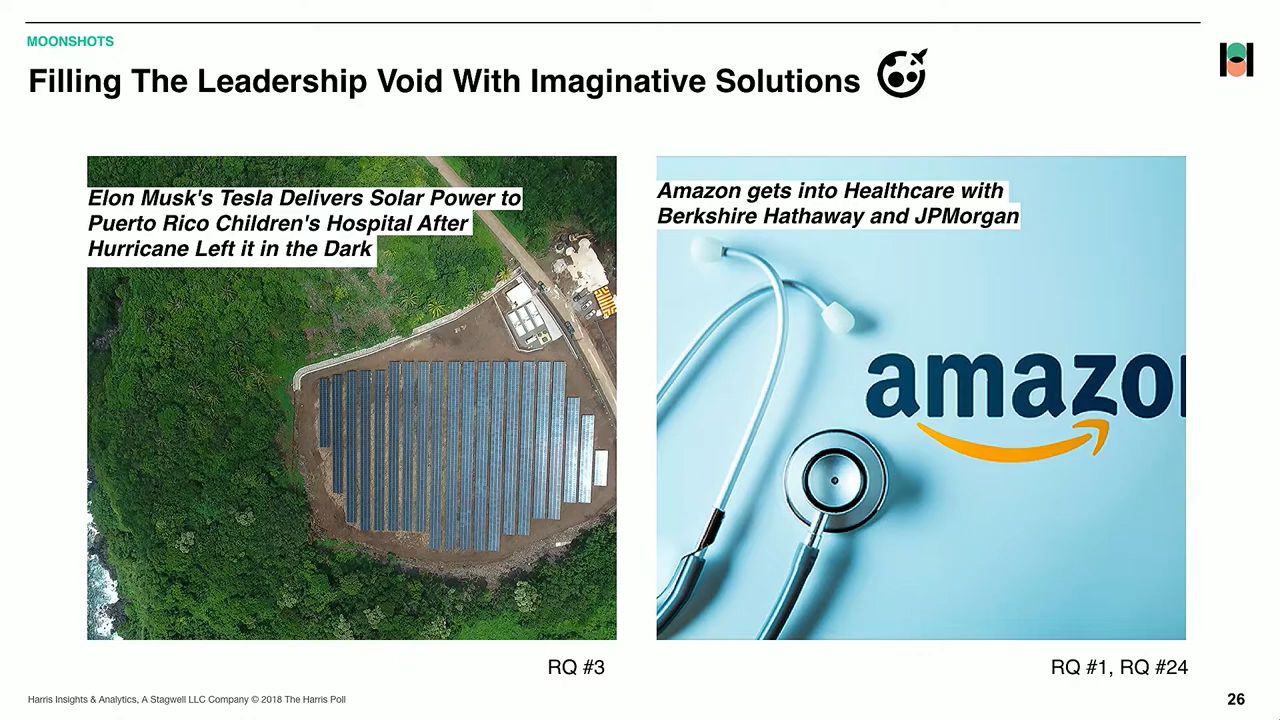 MOONSHOTS
Filling The Leadership Void With Imaginative Solutions
Elon Musk's Tesla Delivers Solar Power to
Puerto Rico Children's Hospital After
Hurricane Left it in the Dark
Amazon gets into Healthcare with
Berkshire Hathaway and JPMorgan
amazo
RQ #3
RQ #1, RQ #24
Harris Insights & Analytics, A Stagwell LLC Company © 2018 The Harris Poll
26